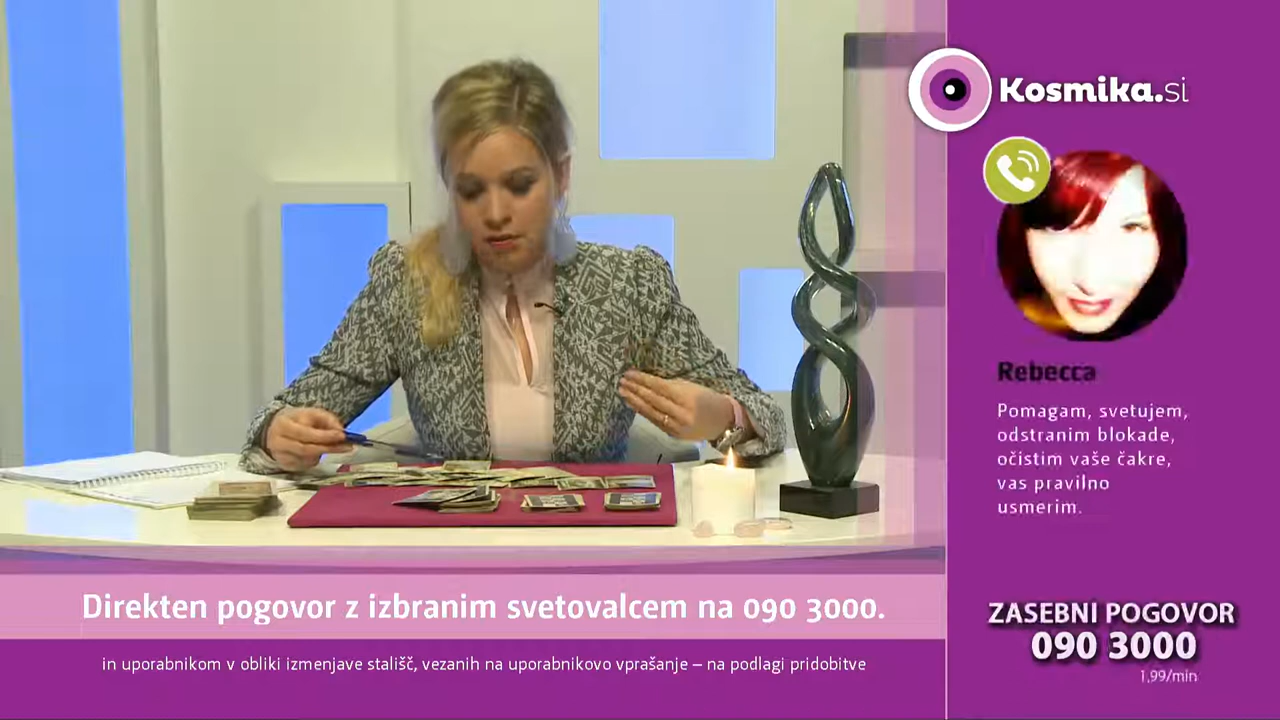 Kosmika.si
Rebecca
Pomagam, svetujem,
odstranim blokade,
očistim vaše čakre,
vas pravilno
usmerim.
ZASEBNI POGOVOR
090 3000
1,99/min
Direkten pogovor z izbranim svetovalcem na 090 3000.
in uporabnikom v obliki izmenjave stališč, vezanih na uporabnikovo vprašanje – na podlagi pridobitve